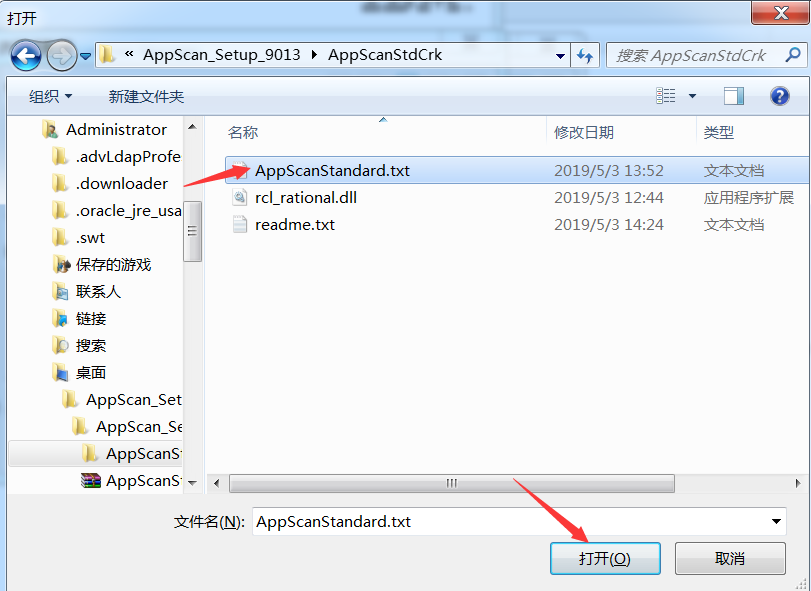 打开
« AppScan_Setup_9013 AppScanStdCrk
搜索 AppScanStdCrk
组织 新建文件夹
名称 修改日期 类型
Administrator
.advLdapProfe
.downloader
.oracle_jre_usa
.swt
保存的游戏
联系人
链接
搜索
桌面
AppScan_Set
AppScan_Se
AppScanS
AppScanS
AppScanStandard.txt 2019/5/3 13:52 文本文档
rcl_rational.dll 2019/5/3 12:44 应用程序扩展
readme.txt 2019/5/3 14:24 文本文档
文件名(N): AppScanStandard.txt
打开(O) 取消